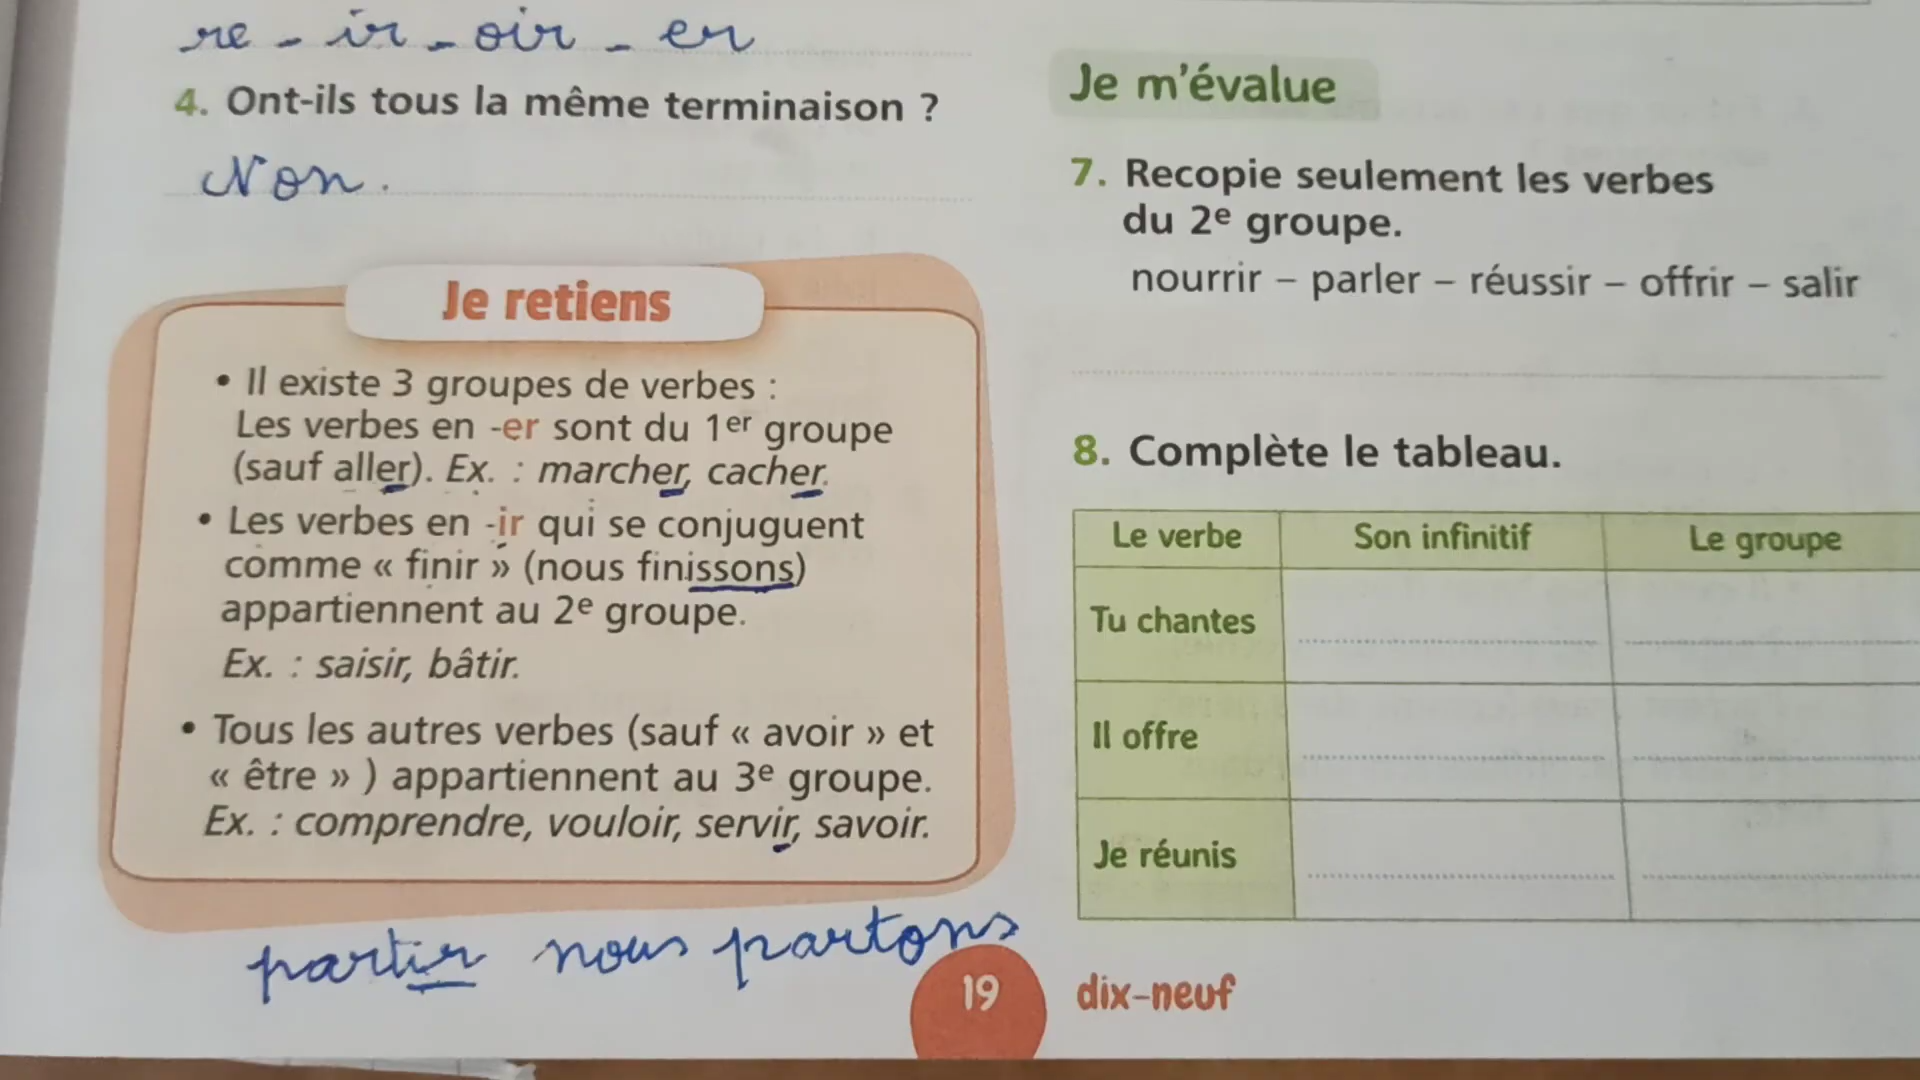 re - ir - oir - er
4. Ont-ils tous la même terminaison ?
Non.
Je retiens
• Il existe 3 groupes de verbes :
Les verbes en -er sont du 1er groupe
(sauf aller). Ex. : marcher, cacher.
• Les verbes en -ir qui se conjuguent
comme « finir » (nous finissons)
appartiennent au 2e groupe.
Ex. : saisir, bâtir.
• Tous les autres verbes (sauf « avoir » et
« être » ) appartiennent au 3e groupe.
Ex. : comprendre, vouloir, servir, savoir.
partir nous partons
19
dix-neuf
Je m'évalue
7. Recopie seulement les verbes
du 2e groupe.
nourrir – parler – réussir – offrir – salir
8. Complète le tableau.
Le verbe Son infinitif Le groupe
Tu chantes
Il offre
Je réunis